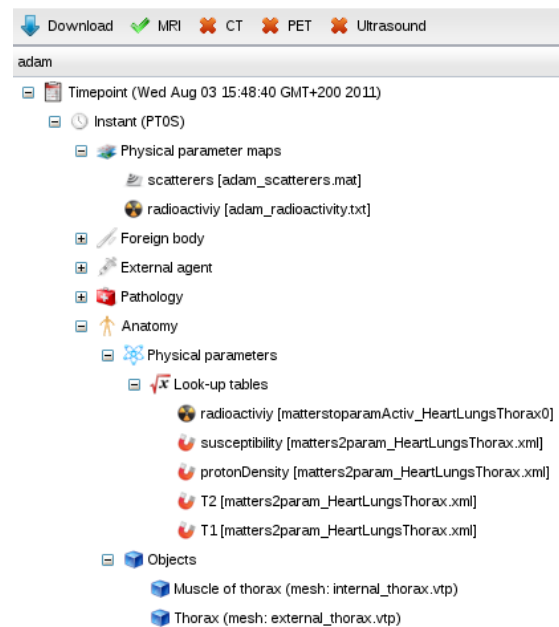 Download MRI CT PET Ultrasound
adam
Timepoint (Wed Aug 03 15:48:40 GMT+200 2011)
Instant (PT0S)
Physical parameter maps
scatterers [adam_scatterers.mat]
radioactiviy [adam_radioactivity.txt]
Foreign body
External agent
Pathology
Anatomy
Physical parameters
Look-up tables
radioactiviy [matterstoparamActiv_HeartLungsThorax0]
susceptibility [matters2param_HeartLungsThorax.xml]
protonDensity [matters2param_HeartLungsThorax.xml]
T2 [matters2param_HeartLungsThorax.xml]
T1 [matters2param_HeartLungsThorax.xml]
Objects
Muscle of thorax (mesh: internal_thorax.vtp)
Thorax (mesh: external_thorax.vtp)